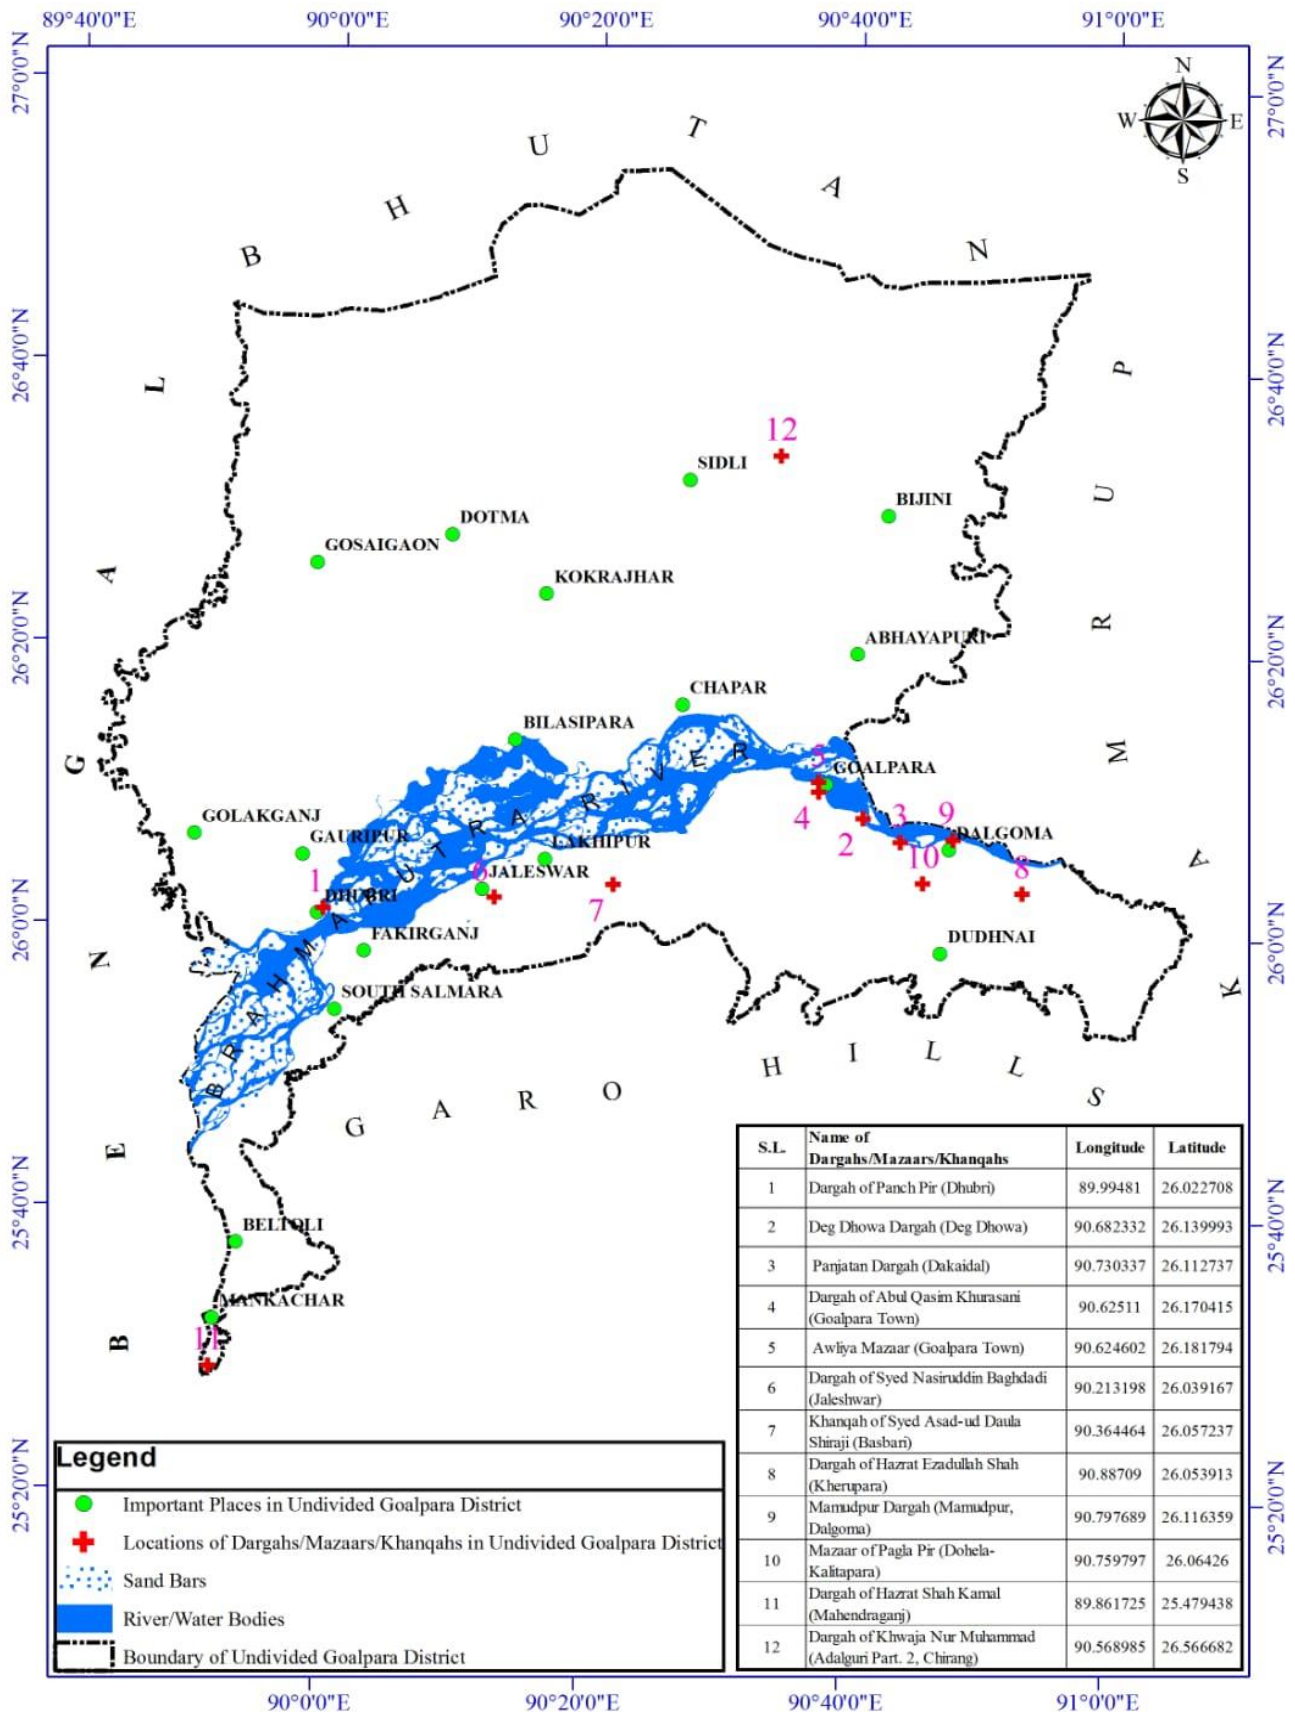 89°40'0"E 90°0'0"E 90°20'0"E 90°40'0"E 91°0'0"E
27°0'0"N
26°40'0"N
26°20'0"N
26°0'0"N
25°40'0"N
25°20'0"N
27°0'0"N
26°40'0"N
26°20'0"N
26°0'0"N
25°40'0"N
25°20'0"N
N
W E
S
B H U T A N
B E N G A L
K A M R U P
12
SIDLI
BIJINI
DOTMA
GOSAIGAON
KOKRAJHAR
ABHAYAPURI
CHAPAR
BILASIPARA
5
GOALPARA
4
2
3
9
DALGOMA
10
8
GOLAKGANJ
GAURIPUR
LAKHIPUR
1
DHUBRI
6
JALESWAR
7
FAKIRGANJ
DUDHNAI
SOUTH SALMARA
BRAHMAPUTRA RIVER
GARO HILLS
BELTOLI
MANKACHAR
11
S.L. Name of Dargahs/Mazaars/Khanqahs Longitude Latitude
1 Dargah of Panch Pir (Dhubri) 89.99481 26.022708
2 Deg Dhowa Dargah (Deg Dhowa) 90.682332 26.139993
3 Panjatan Dargah (Dakaidal) 90.730337 26.112737
4 Dargah of Abul Qasim Khurasani (Goalpara Town) 90.62511 26.170415
5 Awliya Mazaar (Goalpara Town) 90.624602 26.181794
6 Dargah of Syed Nasiruddin Baghdadi (Jaleshwar) 90.213198 26.039167
7 Khanqah of Syed Asad-ud Daula Shiraji (Basbari) 90.364464 26.057237
8 Dargah of Hazrat Ezadullah Shah (Kherupara) 90.88709 26.053913
9 Mamudpur Dargah (Mamudpur, Dalgoma) 90.797689 26.116359
10 Mazaar of Pagla Pir (Dohela-Kalitapara) 90.759797 26.06426
11 Dargah of Hazrat Shah Kamal (Mahendraganj) 89.861725 25.479438
12 Dargah of Khwaja Nur Muhammad (Adalguri Part. 2, Chirang) 90.568985 26.566682
Legend
Important Places in Undivided Goalpara District
Locations of Dargahs/Mazaars/Khanqahs in Undivided Goalpara District
Sand Bars
River/Water Bodies
Boundary of Undivided Goalpara District
90°0'0"E 90°20'0"E 90°40'0"E 91°0'0"E